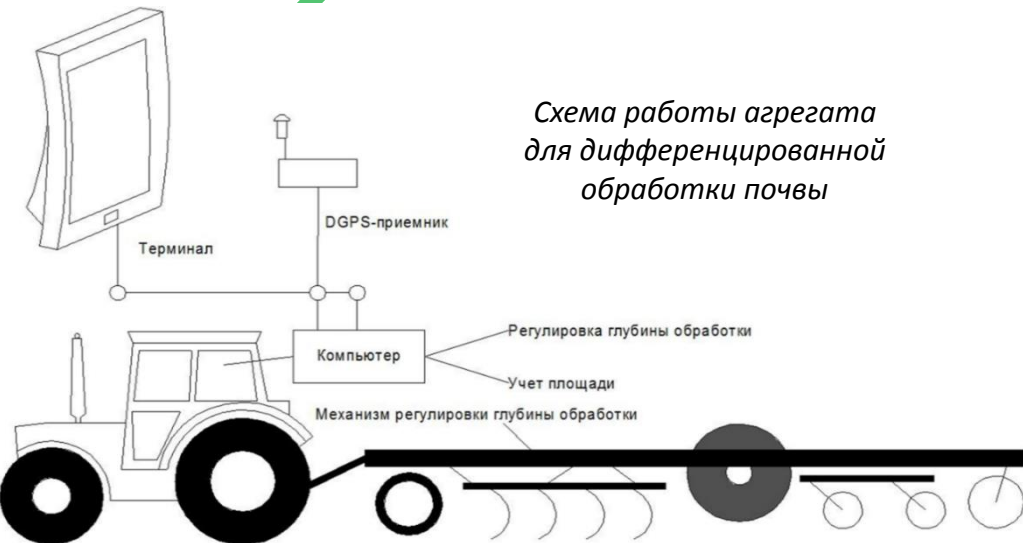 Схема работы агрегата
для дифференцированной
обработки почвы
DGPS-приемник
Терминал
Регулировка глубины обработки
Компьютер
Учет площади
Механизм регулировки глубины обработки